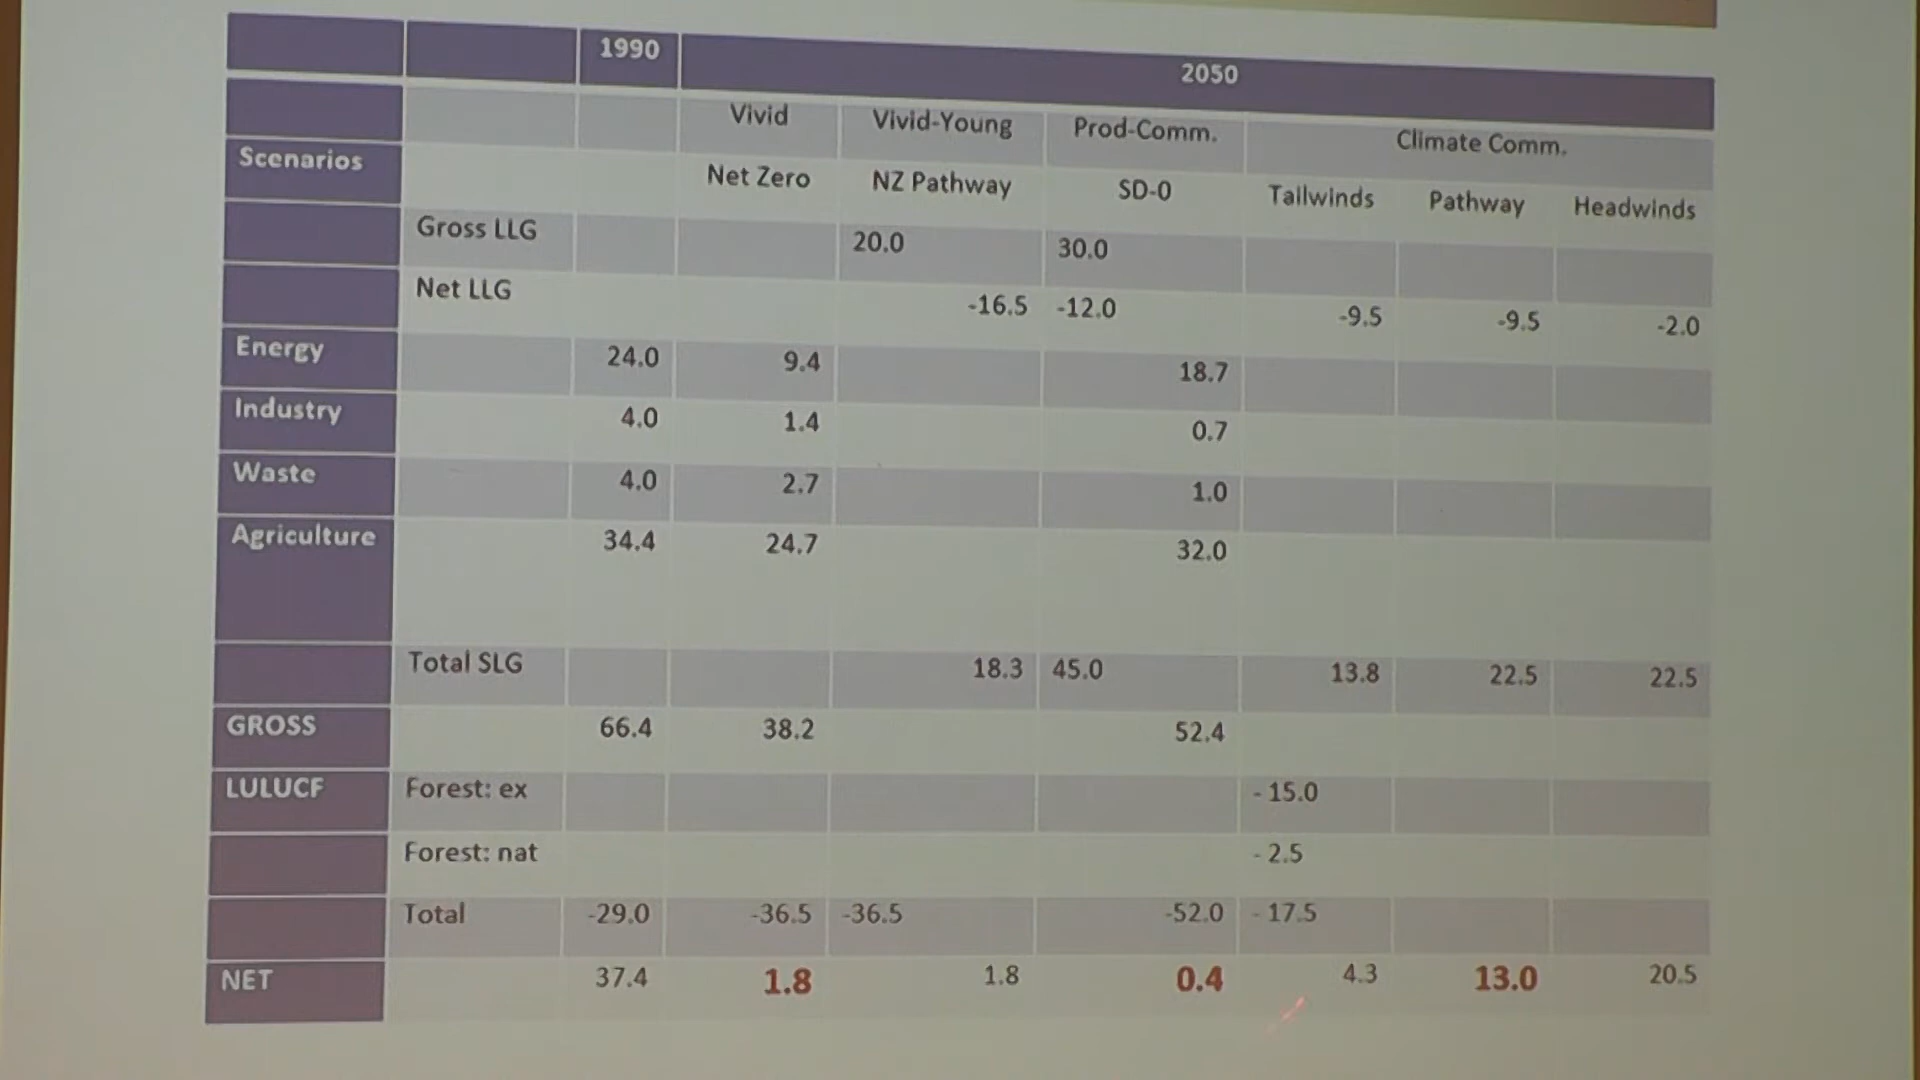 1990 2050
Vivid Vivid-Young Prod-Comm. Climate Comm.
Scenarios Net Zero NZ Pathway SD-0 Tailwinds Pathway Headwinds
Gross LLG 20.0 30.0
Net LLG -16.5 -12.0 -9.5 -9.5 -2.0
Energy 24.0 9.4 18.7
Industry 4.0 1.4 0.7
Waste 4.0 2.7 1.0
Agriculture 34.4 24.7 32.0
Total SLG 18.3 45.0 13.8 22.5 22.5
GROSS 66.4 38.2 52.4
LULUCF Forest: ex - 15.0
Forest: nat - 2.5
Total -29.0 -36.5 -36.5 -52.0 - 17.5
NET 37.4 1.8 1.8 0.4 4.3 13.0 20.5